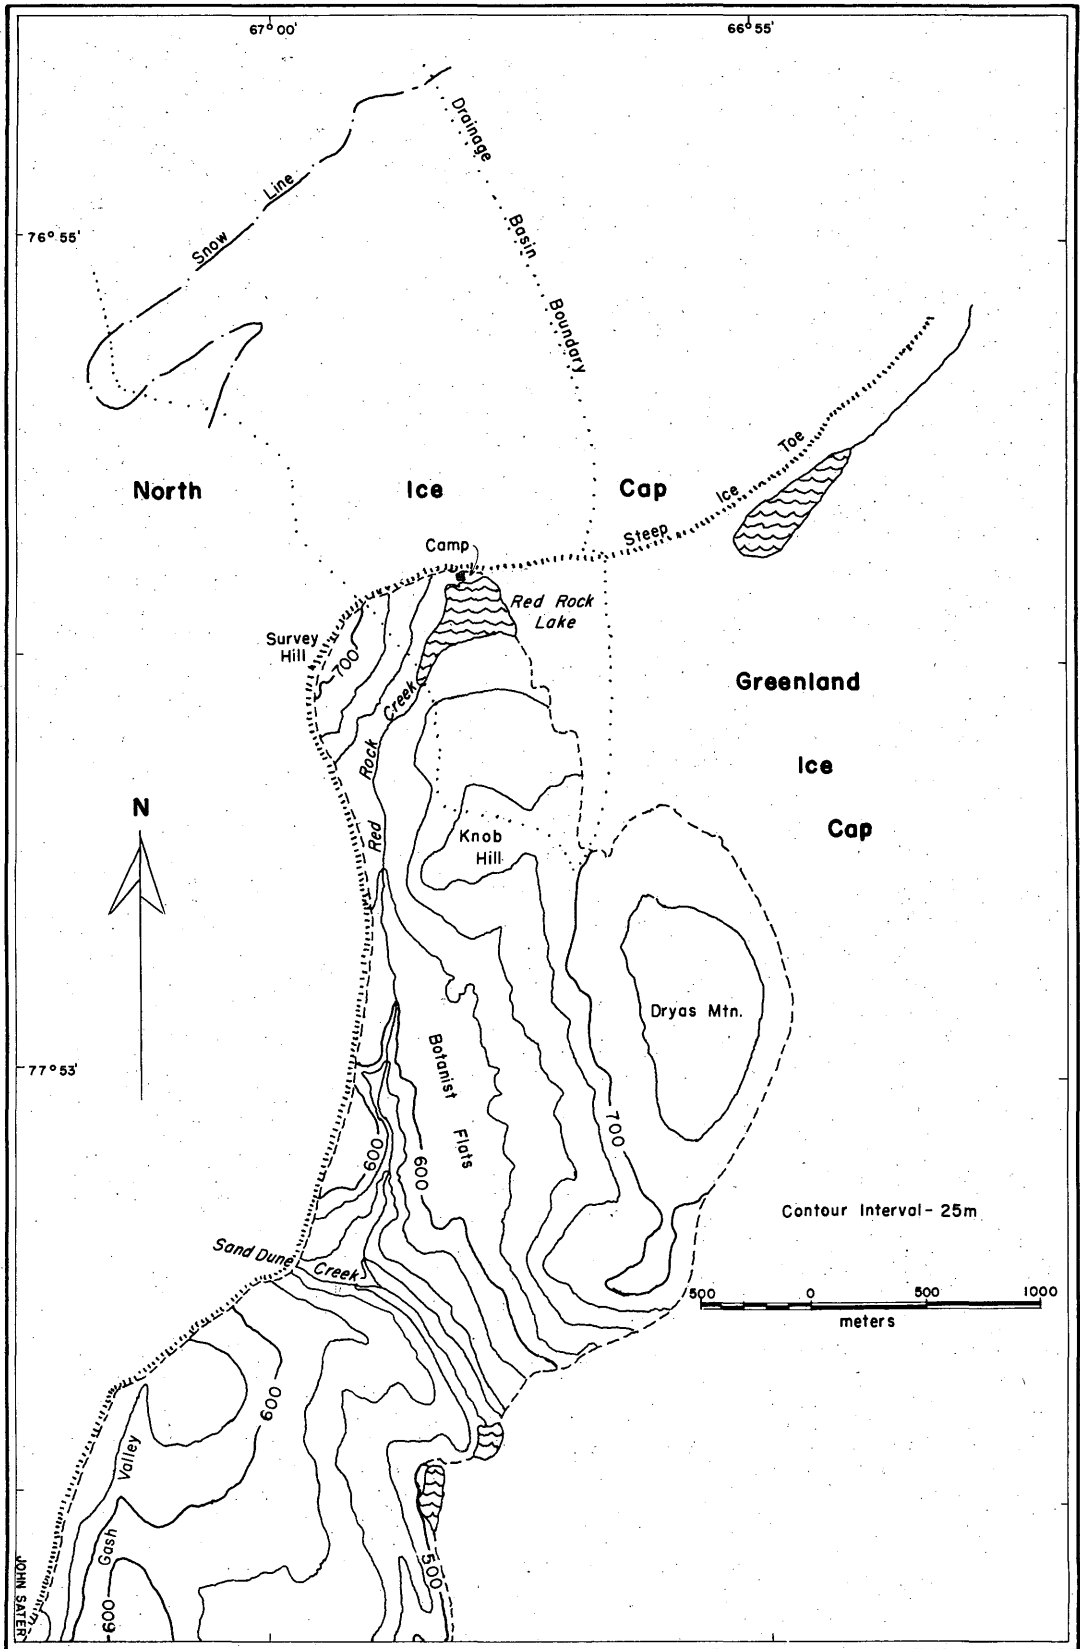 67° 00'
66° 55'
Drainage
Basin
Boundary
Snow Line
76° 55'
North Ice Cap
Steep Ice Toe
Camp
Red Rock
Lake
Survey
Hill
700
Red Rock Creek
Greenland
Ice
Cap
N
Knob
Hill
Dryas Mtn.
77° 53'
Botanist
Flats
600
600
700
Contour Interval - 25m
Sand Dune Creek
500 0 500 1000
meters
600
Gash Valley
500
600
JOHN SATER